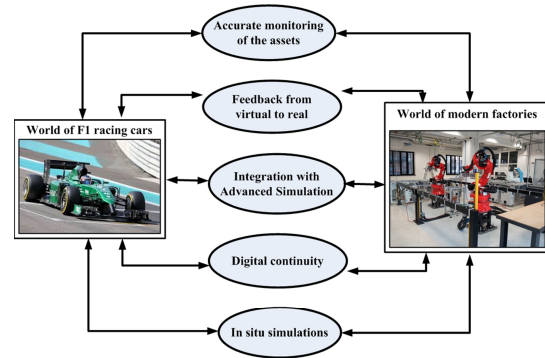 Accurate monitoring
of the assets
Feedback from
virtual to real
World of F1 racing cars
World of modern factories
Integration with
Advanced Simulation
Digital continuity
In situ simulations